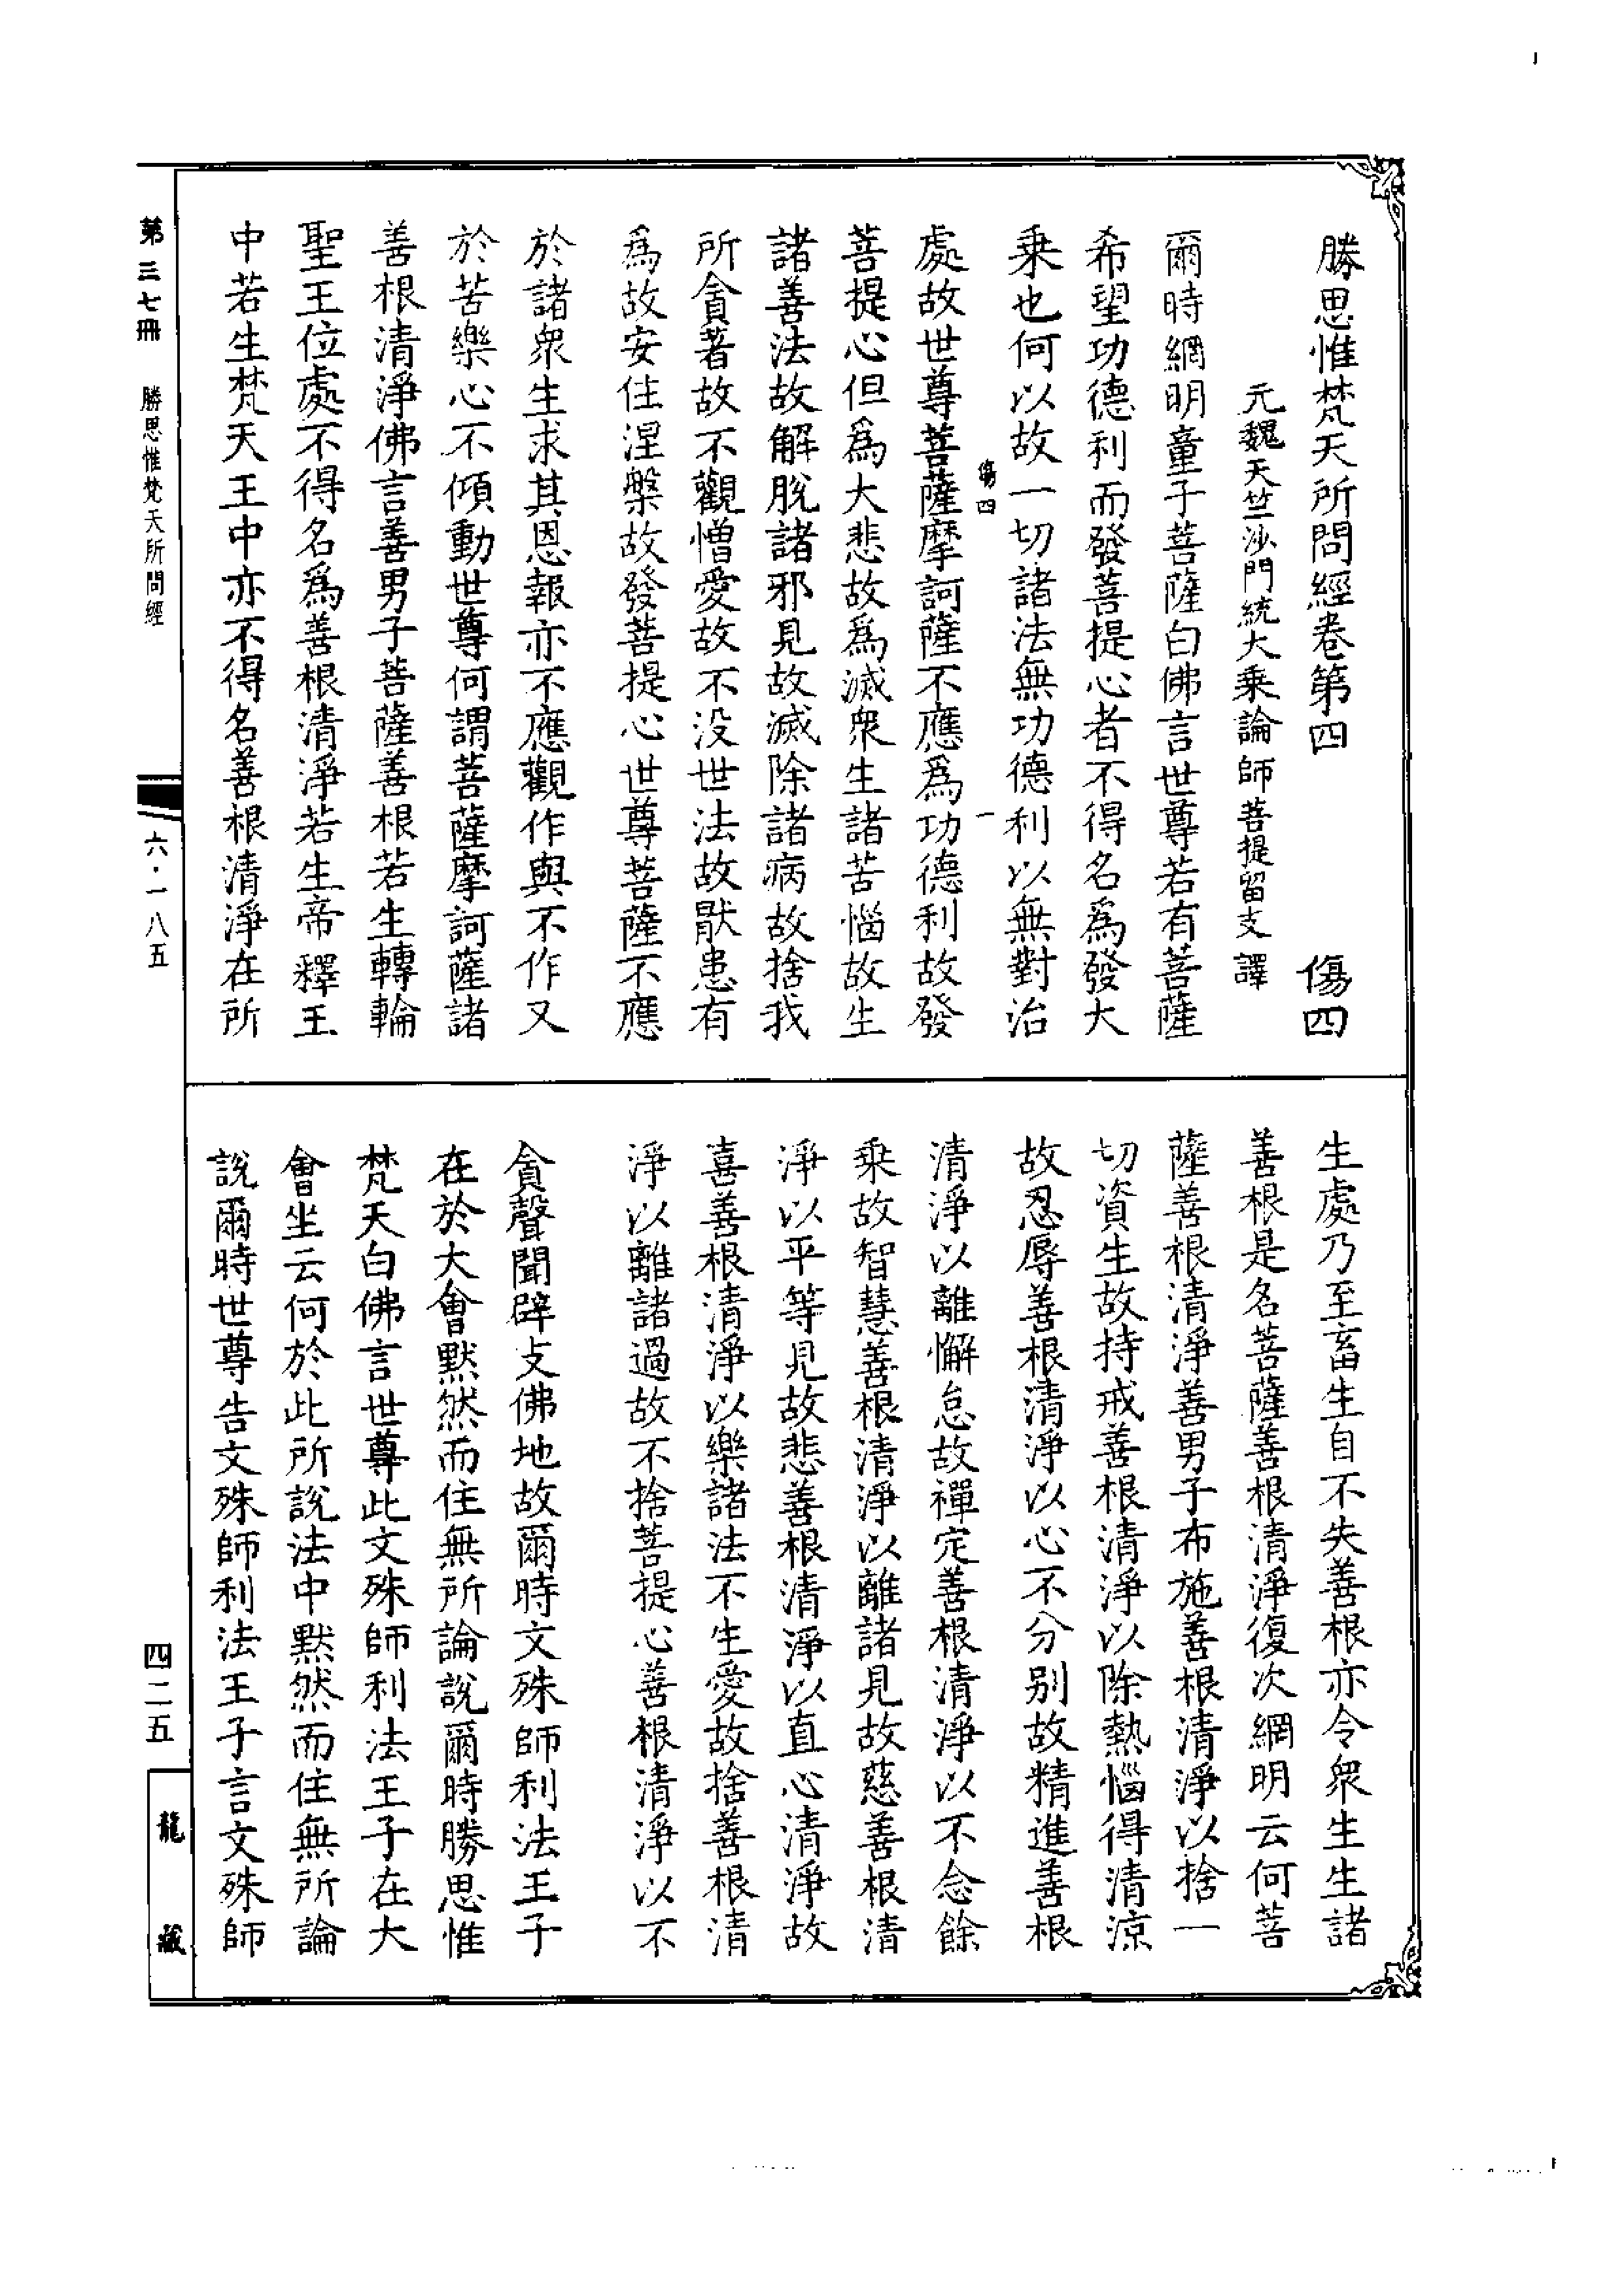 勝思惟梵天所問經卷第四 傷四
元魏天竺沙門統大乘論師菩提留支 譯
爾時網明童子菩薩白佛言世尊若有菩薩
希望功德利而發菩提心者不得名為發大
乘也何以故一切諸法無功德利以無對治
傷四 一
處故世尊菩薩摩訶薩不應為功德利故發
菩提心但為大悲故為滅衆生諸苦惱故生
諸善法故解脫諸邪見故滅除諸病故捨我
所貪著故不觀憎愛故不没世法故厭患有
為故安住涅槃故發菩提心世尊菩薩不應
於諸衆生求其恩報亦不應觀作與不作又
於苦樂心不傾動世尊何謂菩薩摩訶薩諸
善根清淨佛言善男子菩薩善根若生轉輪
聖王位處不得名為善根清淨若生帝釋王
中若生梵天王中亦不得名善根清淨在所
生處乃至畜生自不失善根亦令衆生生諸
善根是名菩薩善根清淨復次網明云何菩
薩善根清淨善男子布施善根清淨以捨一
切資生故持戒善根清淨以除熱惱得清涼
故忍辱善根清淨以心不分別故精進善根
清淨以離懈怠故禪定善根清淨以不念餘
乘故智慧善根清淨以離諸見故慈善根清
淨以平等見故悲善根清淨以直心清淨故
喜善根清淨以樂諸法不生愛故捨善根清
淨以離諸過故不捨菩提心善根清淨以不
貪聲聞辟支佛地故爾時文殊師利法王子
在於大會默然而住無所論說爾時勝思惟
梵天白佛言世尊此文殊師利法王子在大
會坐云何於此所說法中默然而住無所論
說爾時世尊告文殊師利法王子言文殊師
第三七冊 勝思惟梵天所問經
六·一八五
四二五
龍藏